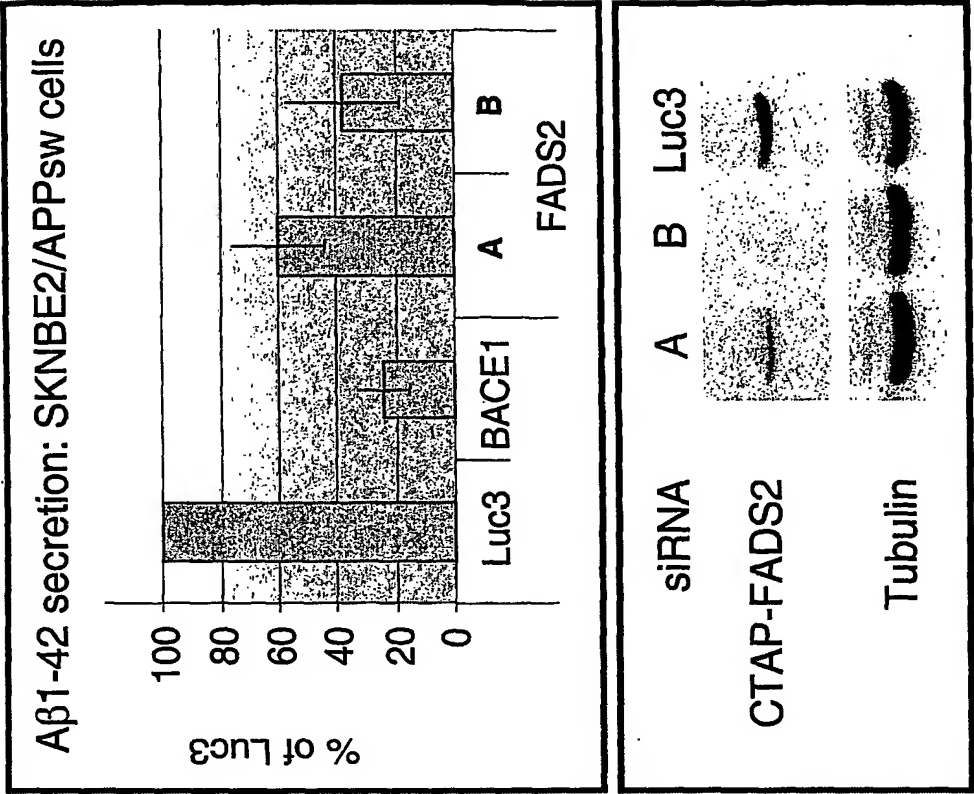 Aβ1-42 secretion: SKNBE2/APPsw cells
% of Luc3
100
80
60
40
20
0
Luc3 BACE1 A B
FADS2
siRNA A B Luc3
CTAP-FADS2
Tubulin